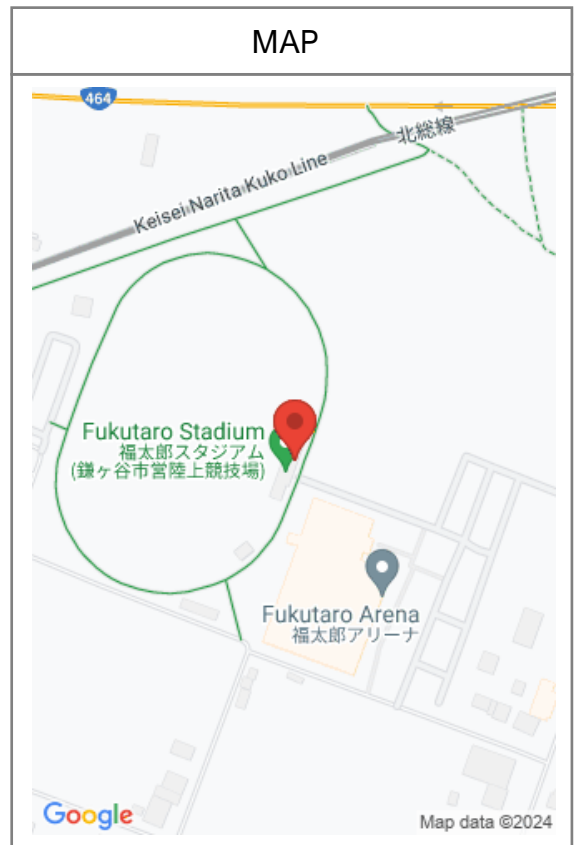 MAP
464
北総線
Keisei Narita Kuko Line
Fukutaro Stadium
福太郎スタジアム
(鎌ヶ谷市営陸上競技場)
Fukutaro Arena
福太郎アリーナ
Google
Map data ©2024